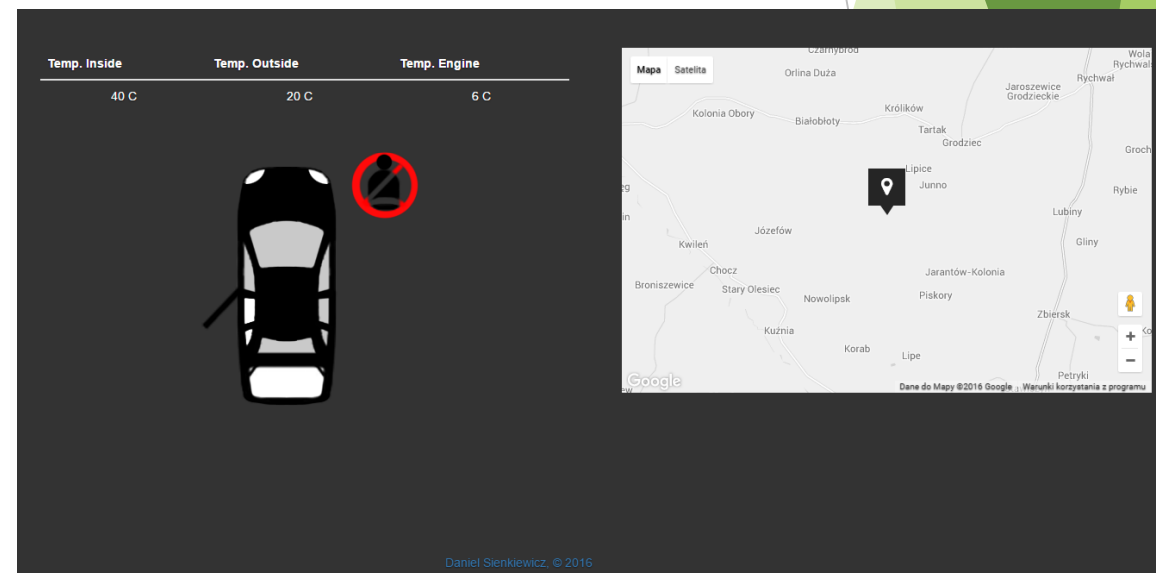 Temp. Inside Temp. Outside Temp. Engine
40 C 20 C 6 C
Mapa Satelita
Czarnybród
Orlina Duża
Wola
Rychwals
Rychwał
Jaroszewice
Grodzieckie
Kolonia Obory
Białobłoty
Królików
Tartak
Grodziec
Groch
Lipice
Junno
Rybie
Lubiny
Józefów
Kwileń
Gliny
Chocz
Jarantów-Kolonia
Broniszewice
Stary Olesiec
Nowolipsk
Piskory
Zbiersk
Kuźnia
+
Ko
Korab
Lipe
−
Petryki
Google
Dane do Mapy ©2016 Google Warunki korzystania z programu
Daniel Sienkiewicz, © 2016